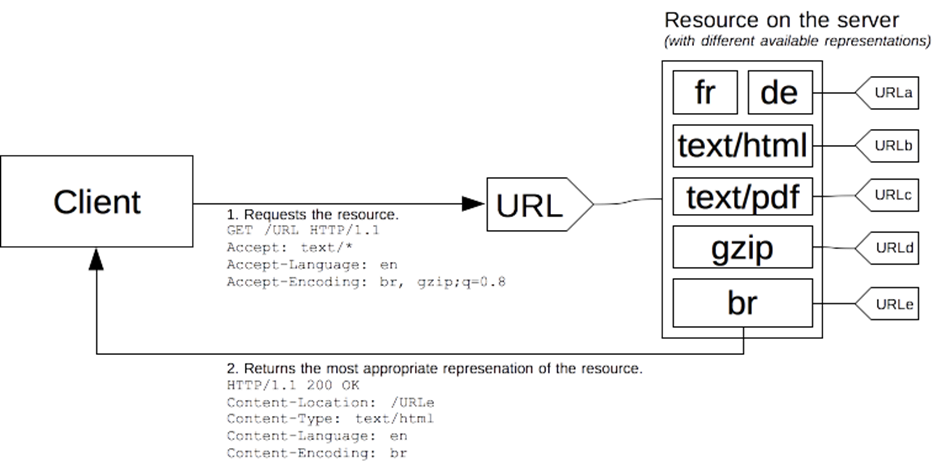 Resource on the server
(with different available representations)
fr
de
URLa
text/html
URLb
Client
URL
text/pdf
URLc
1. Requests the resource.
GET /URL HTTP/1.1
Accept: text/*
Accept-Language: en
Accept-Encoding: br, gzip;q=0.8
gzip
URLd
br
URLe
2. Returns the most appropriate represenation of the resource.
HTTP/1.1 200 OK
Content-Location: /URLe
Content-Type: text/html
Content-Language: en
Content-Encoding: br